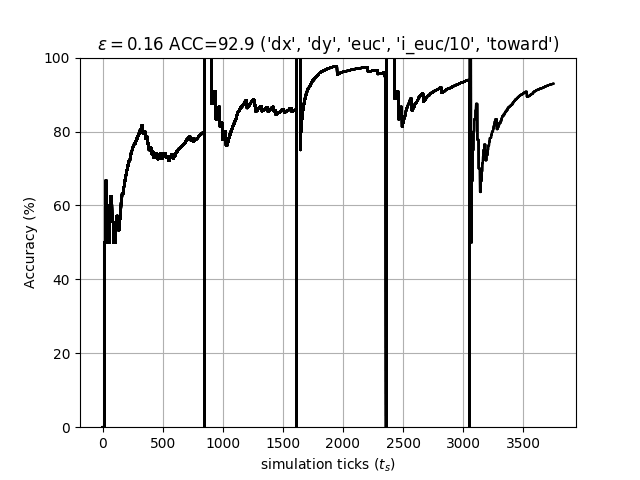 ε = 0.16 ACC=92.9 ('dx', 'dy', 'euc', 'i_euc/10', 'toward')
100
80
60
40
20
0
Accuracy (%)
0 500 1000 1500 2000 2500 3000 3500
simulation ticks (tₛ)